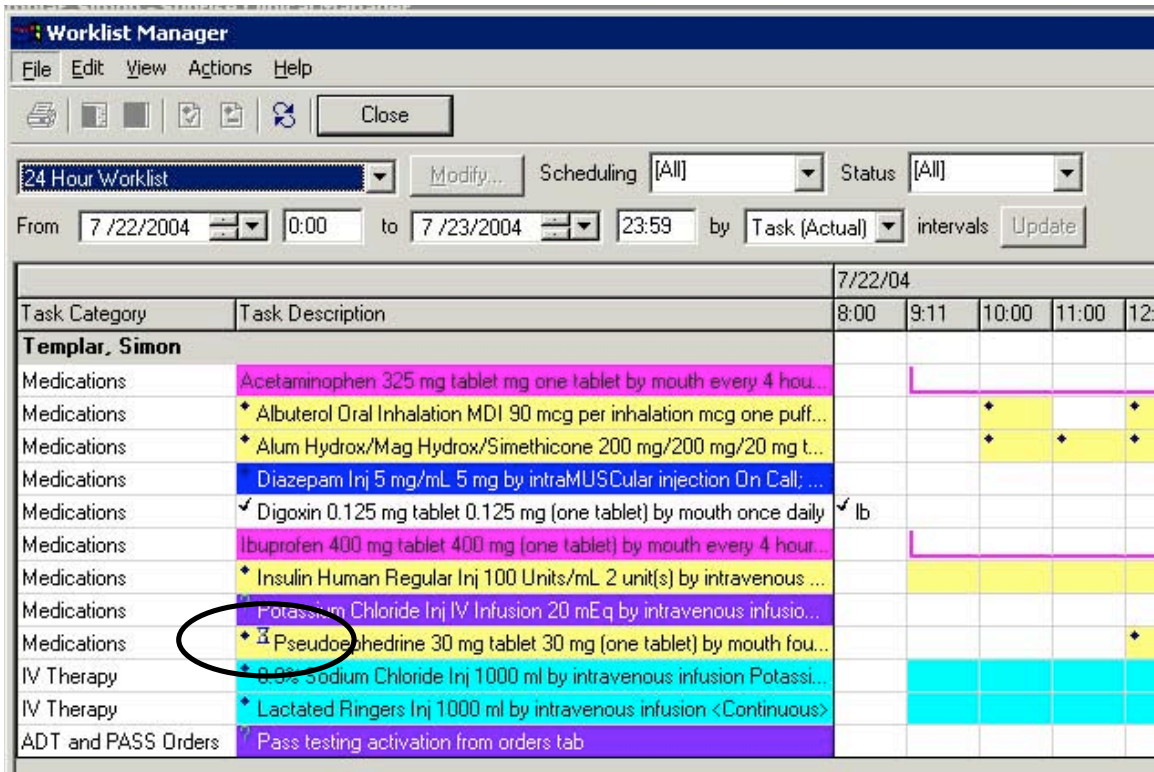 Worklist Manager
File Edit View Actions Help
Close
24 Hour Worklist Modify... Scheduling [All] Status [All]
From 7 /22/2004 0:00 to 7 /23/2004 23:59 by Task (Actual) intervals Update
7/22/04
Task Category Task Description 8:00 9:11 10:00 11:00 12:
Templar, Simon
Medications Acetaminophen 325 mg tablet mg one tablet by mouth every 4 hou...
Medications Albuterol Oral Inhalation MDI 90 mcg per inhalation mcg one puff...
Medications Alum Hydrox/Mag Hydrox/Simethicone 200 mg/200 mg/20 mg t...
Medications Diazepam Inj 5 mg/mL 5 mg by intraMUSCular injection On Call; ...
Medications Digoxin 0.125 mg tablet 0.125 mg (one tablet) by mouth once daily lb
Medications Ibuprofen 400 mg tablet 400 mg (one tablet) by mouth every 4 hour...
Medications Insulin Human Regular Inj 100 Units/mL 2 unit(s) by intravenous ...
Medications ? Potassium Chloride Inj IV Infusion 20 mEq by intravenous infusio...
Medications Pseudoephedrine 30 mg tablet 30 mg (one tablet) by mouth fou...
IV Therapy 0.9% Sodium Chloride Inj 1000 ml by intravenous infusion Potassi...
IV Therapy Lactated Ringers Inj 1000 ml by intravenous infusion <Continuous>
ADT and PASS Orders ? Pass testing activation from orders tab